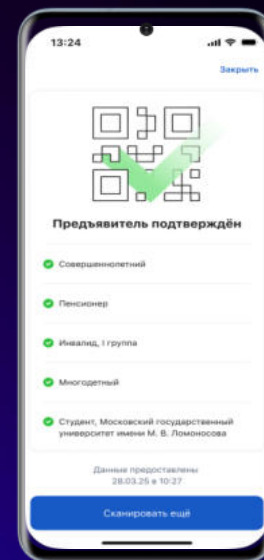 13:24
Закрыть
Предъявитель подтверждён
Совершеннолетний
Пенсионер
Инвалид, I группа
Многодетный
Студент, Московский государственный
университет имени М. В. Ломоносова
Данные предоставлены
28.03.25 в 10:27
Сканировать ещё